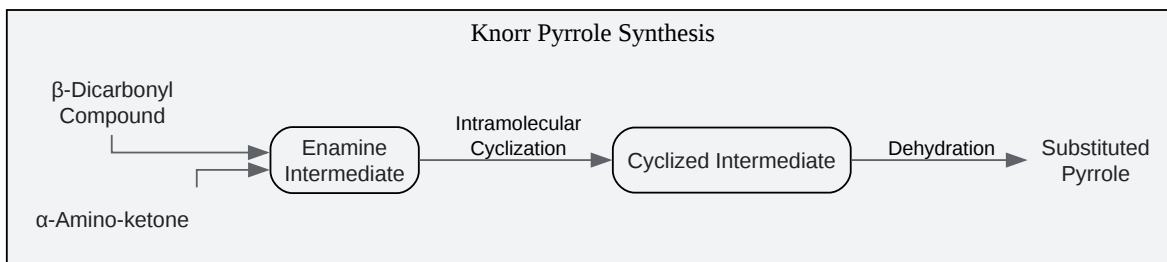 Knorr Pyrrole Synthesis
β-Dicarbonyl
Compound
α-Amino-ketone
Enamine
Intermediate
Intramolecular
Cyclization
Cyclized Intermediate
Dehydration
Substituted
Pyrrole